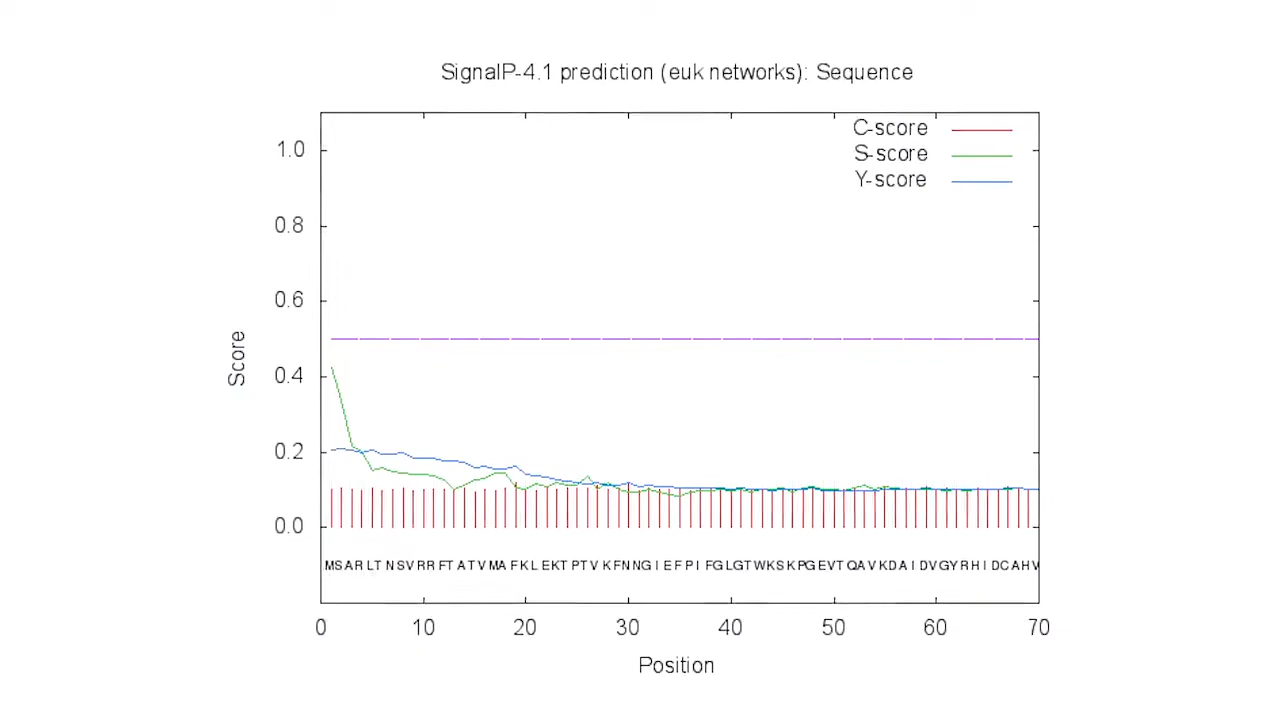 SignalP-4.1 prediction (euk networks): Sequence
C-score
S-score
Y-score
1.0
0.8
0.6
0.4
0.2
0.0
Score
MSARLTNSVRRFTATVMAFKLEKTPTVKFNNGIEFPIFGLGTWKSKPGEVTQAVKDAIDVGYRHIDCAHV
0 10 20 30 40 50 60 70
Position